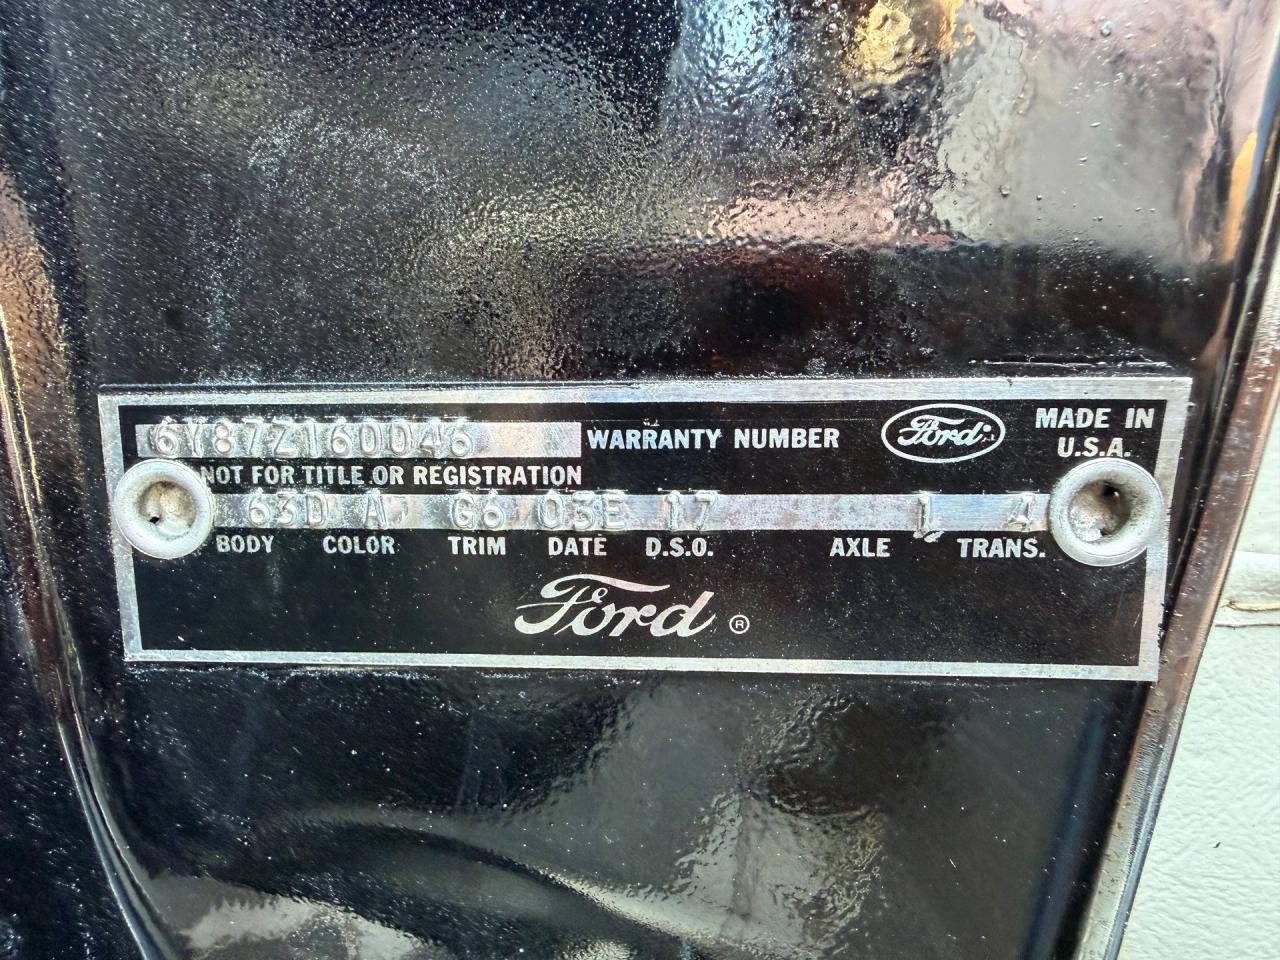 6Y87Z160046 WARRANTY NUMBER Ford MADE IN U.S.A.
NOT FOR TITLE OR REGISTRATION
63D A G6 03E 17 1 4
BODY COLOR TRIM DATE D.S.O. AXLE TRANS.
Ford ®